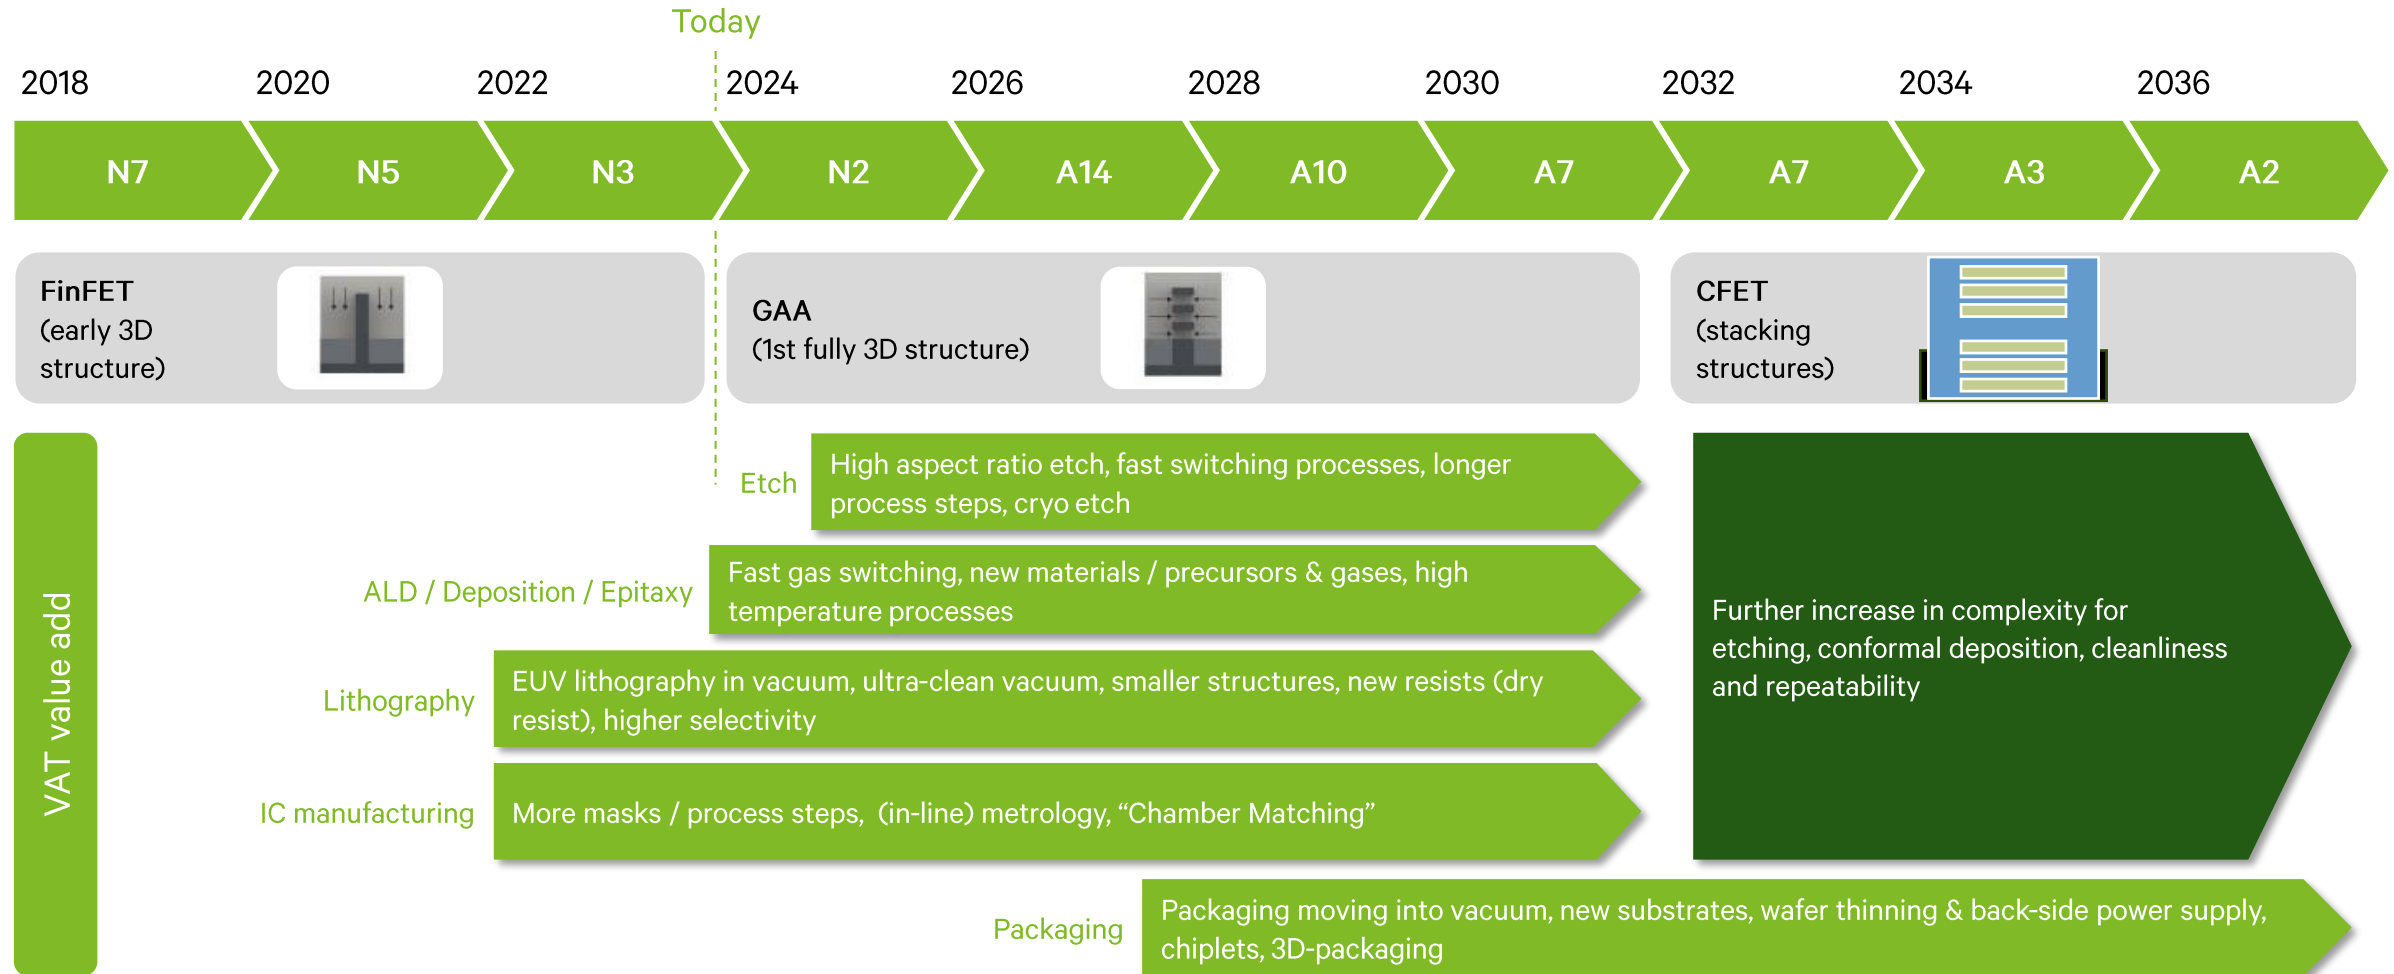 Today
2018 2020 2022 2024 2026 2028 2030 2032 2034 2036
N7 N5 N3 N2 A14 A10 A7 A7 A3 A2
FinFET
(early 3D
structure)
GAA
(1st fully 3D structure)
CFET
(stacking
structures)
VAT value add
Etch
High aspect ratio etch, fast switching processes, longer
process steps, cryo etch
ALD / Deposition / Epitaxy
Fast gas switching, new materials / precursors & gases, high
temperature processes
Lithography
EUV lithography in vacuum, ultra-clean vacuum, smaller structures, new resists (dry
resist), higher selectivity
IC manufacturing
More masks / process steps,  (in-line) metrology, “Chamber Matching”
Further increase in complexity for
etching, conformal deposition, cleanliness
and repeatability
Packaging
Packaging moving into vacuum, new substrates, wafer thinning & back-side power supply,
chiplets, 3D-packaging